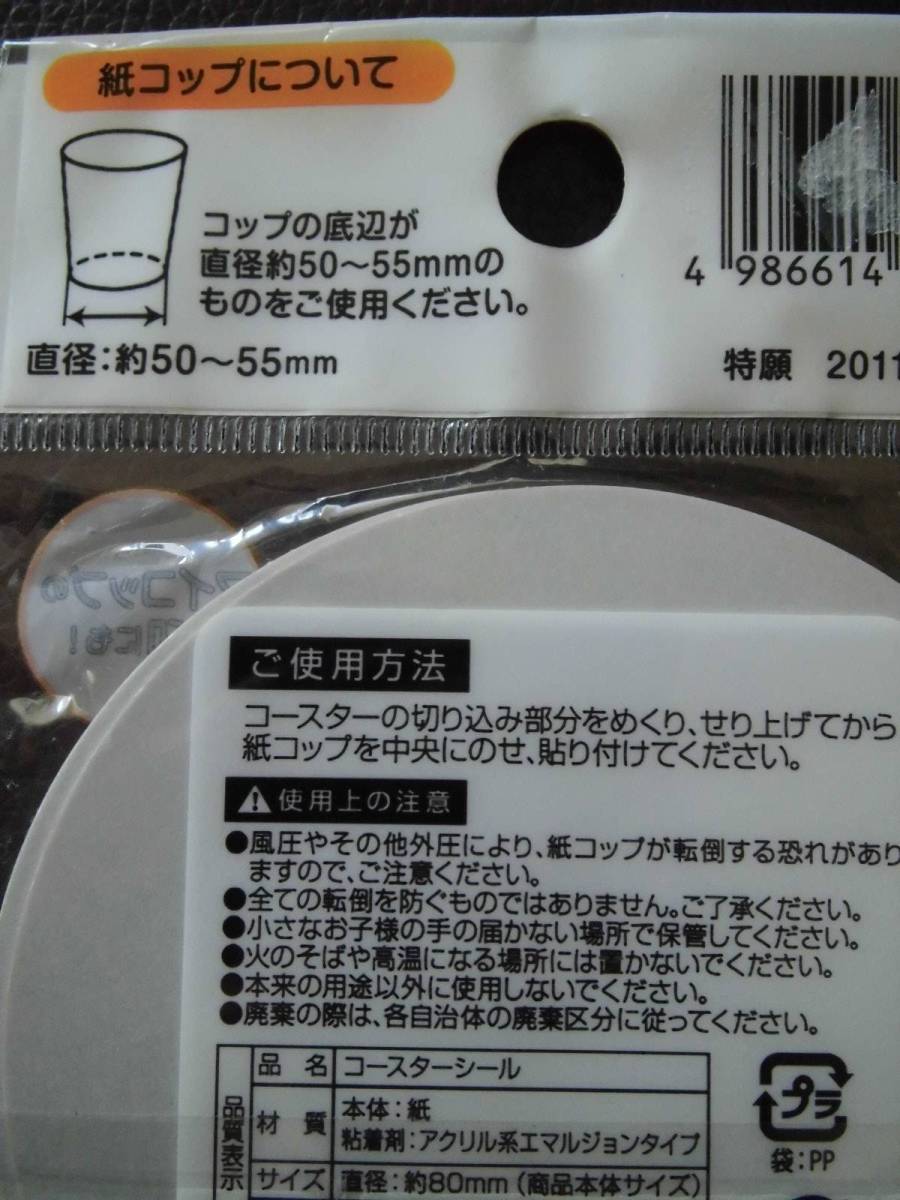 紙コップについて
コップの底辺が
直径約50～55mmの
ものをご使用ください。
直径：約50～55mm
4 986614
特願 2011
マイコップの
にも！
ご使用方法
コースターの切り込み部分をめくり、せり上げてから
紙コップを中央にのせ、貼り付けてください。
使用上の注意
●風圧やその他外圧により、紙コップが転倒する恐れがあり
ますので、ご注意ください。
●全ての転倒を防ぐものではありません。ご了承ください。
●小さなお子様の手の届かない場所で保管してください。
●火のそばや高温になる場所には置かないでください。
●本来の用途以外に使用しないでください。
●廃棄の際は、各自治体の廃棄区分に従ってください。
品質表示
品 名 コースターシール
材 質 本体：紙
粘着剤：アクリル系エマルジョンタイプ
サイズ 直径：約80mm（商品本体サイズ）
プラ
袋：PP